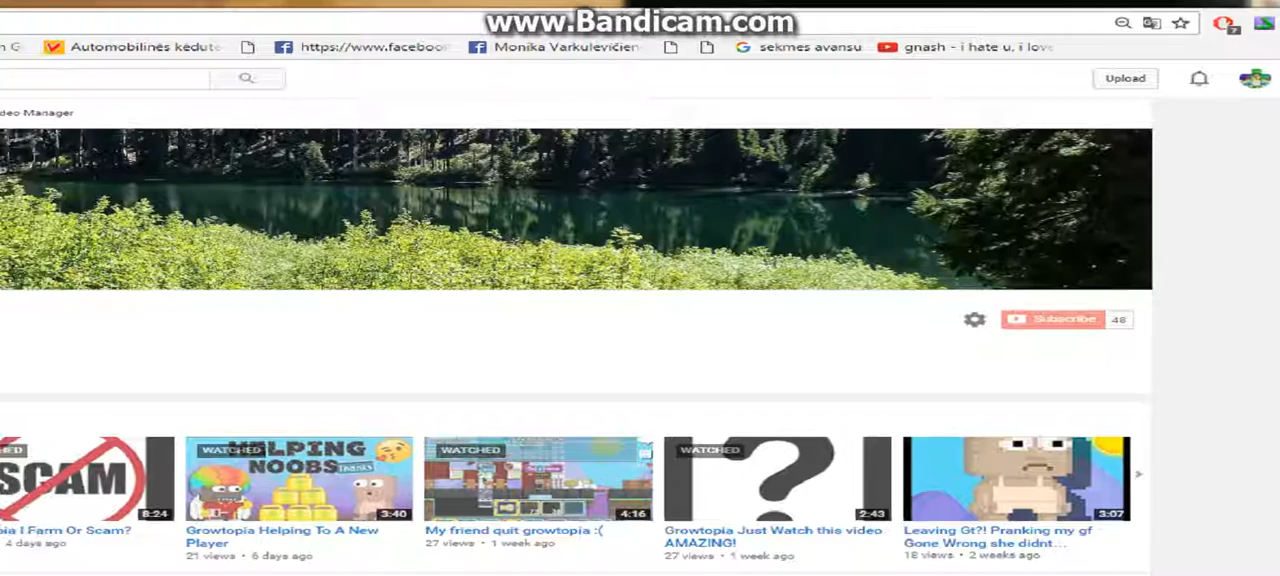 www.Bandicam.com
Automobilinės kėdute
https://www.faceboo
Monika Varkulevičien
sekmes avansu
gnash - i hate u, i lov
7
Upload
deo Manager
Subscribe 48
SCAM
8:24
WATCHED
HELPING
NOOBS
3:40
WATCHED
4:16
WATCHED
?
2:43
3:07
ia I Farm Or Scam?
4 days ago
Growtopia Helping To A New
Player
21 views • 6 days ago
My friend quit growtopia :(
27 views • 1 week ago
Growtopia Just Watch this video
AMAZING!
27 views • 1 week ago
Leaving Gt?! Pranking my gf
Gone Wrong she didnt...
18 views • 2 weeks ago